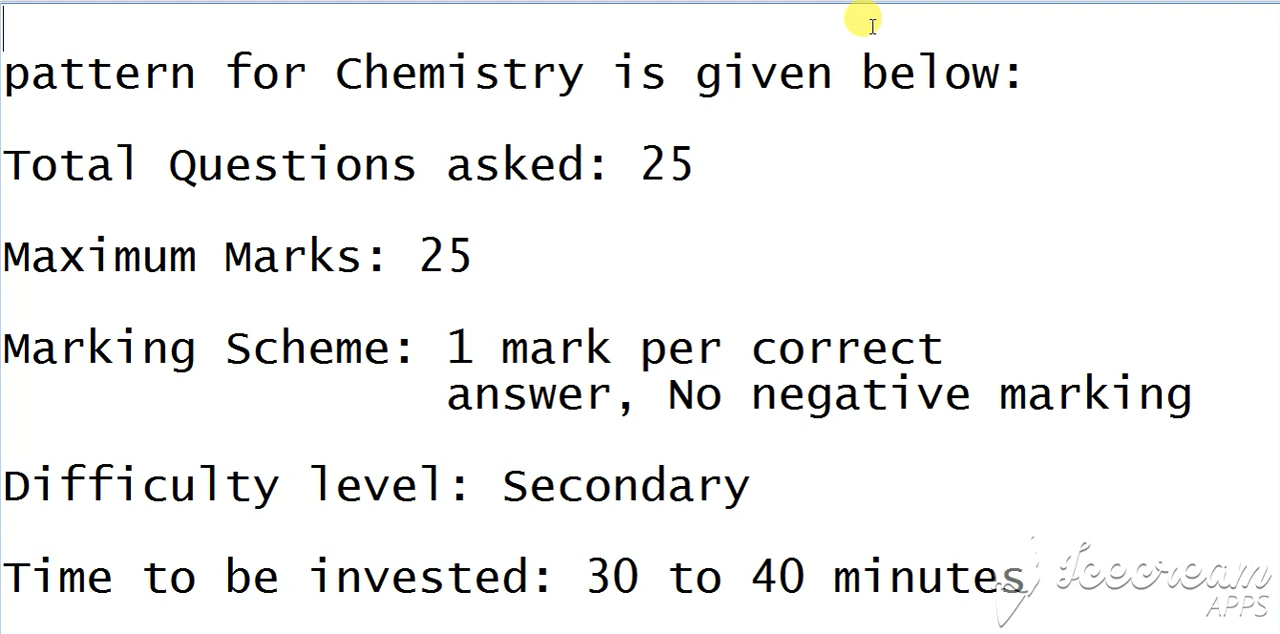 pattern for Chemistry is given below:
Total Questions asked: 25
Maximum Marks: 25
Marking Scheme: 1 mark per correct
answer, No negative marking
Difficulty level: Secondary
Time to be invested: 30 to 40 minutes
Icecream
APPS